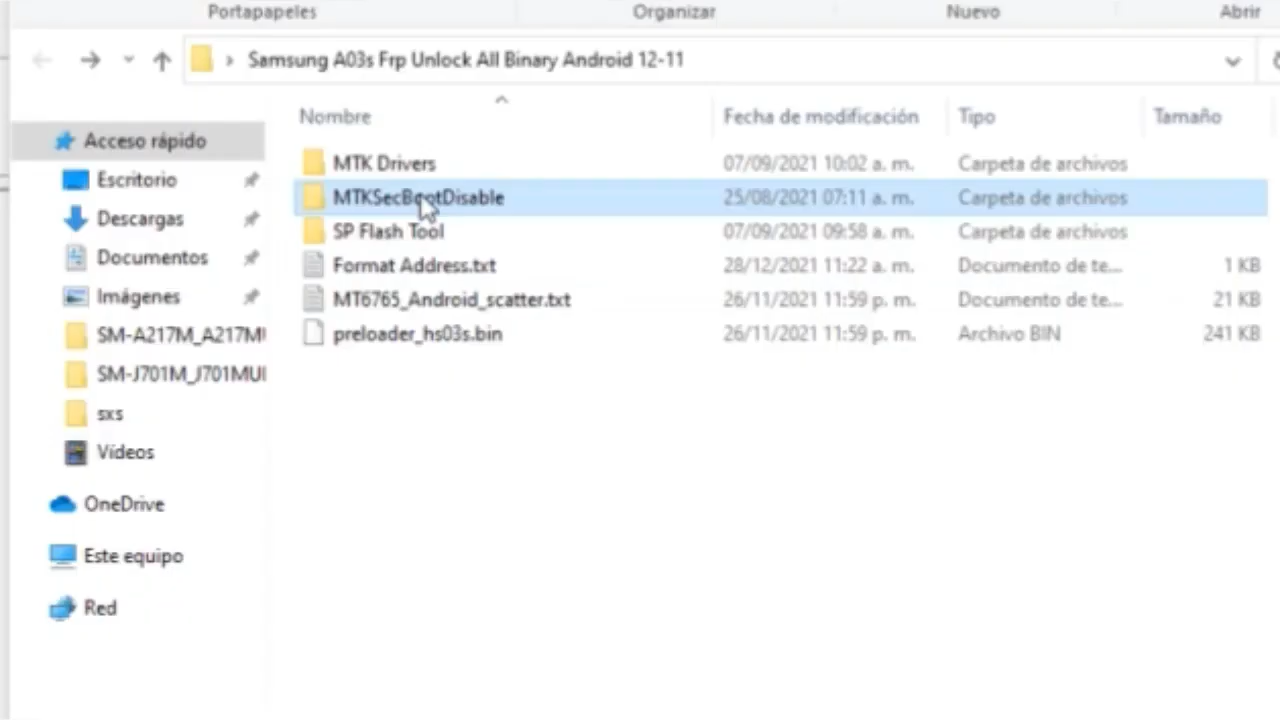 Portapapeles Organizar Nuevo Abrir
Samsung A03s Frp Unlock All Binary Android 12-11
Nombre Fecha de modificación Tipo Tamaño
Acceso rápido
Escritorio
Descargas
Documentos
Imágenes
SM-A217M_A217MU
SM-J701M_J701MUI
sxs
Vídeos
OneDrive
Este equipo
Red
MTK Drivers 07/09/2021 10:02 a. m. Carpeta de archivos
MTKSecBootDisable 25/08/2021 07:11 a. m. Carpeta de archivos
SP Flash Tool 07/09/2021 09:58 a. m. Carpeta de archivos
Format Address.txt 28/12/2021 11:22 a. m. Documento de te... 1 KB
MT6765_Android_scatter.txt 26/11/2021 11:59 p. m. Documento de te... 21 KB
preloader_hs03s.bin 26/11/2021 11:59 p. m. Archivo BIN 241 KB